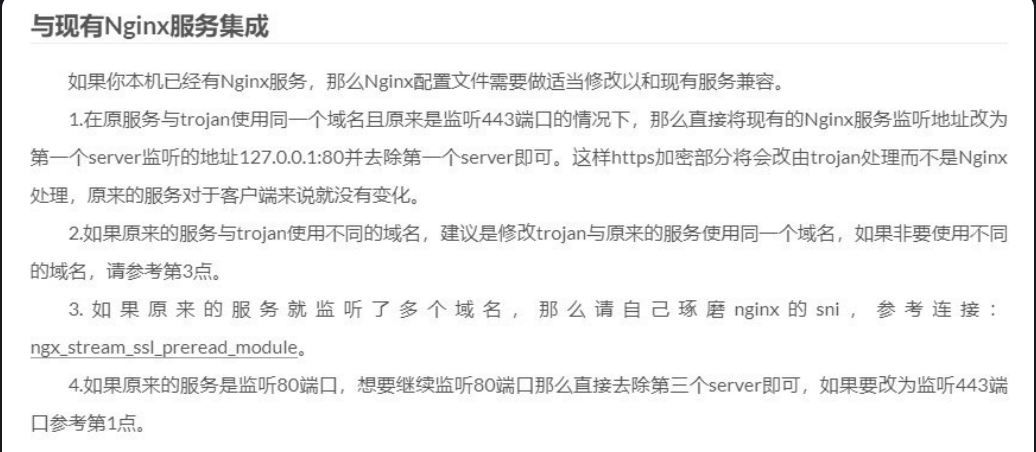 与现有Nginx服务集成
如果你本机已经有Nginx服务，那么Nginx配置文件需要做适当修改以和现有服务兼容。
1.在原服务与trojan使用同一个域名且原来是监听443端口的情况下，那么直接将现有的Nginx服务监听地址改为
第一个server监听的地址127.0.0.1:80并去除第一个server即可。这样https加密部分将会改由trojan处理而不是Nginx
处理，原来的服务对于客户端来说就没有变化。
2.如果原来的服务与trojan使用不同的域名，建议是修改trojan与原来的服务使用同一个域名，如果非要使用不同
的域名，请参考第3点。
3.如果原来的服务就监听了多个域名，那么请自己琢磨nginx的sni，参考连接：
ngx_stream_ssl_preread_module。
4.如果原来的服务是监听80端口，想要继续监听80端口那么直接去除第三个server即可，如果要改为监听443端
口参考第1点。